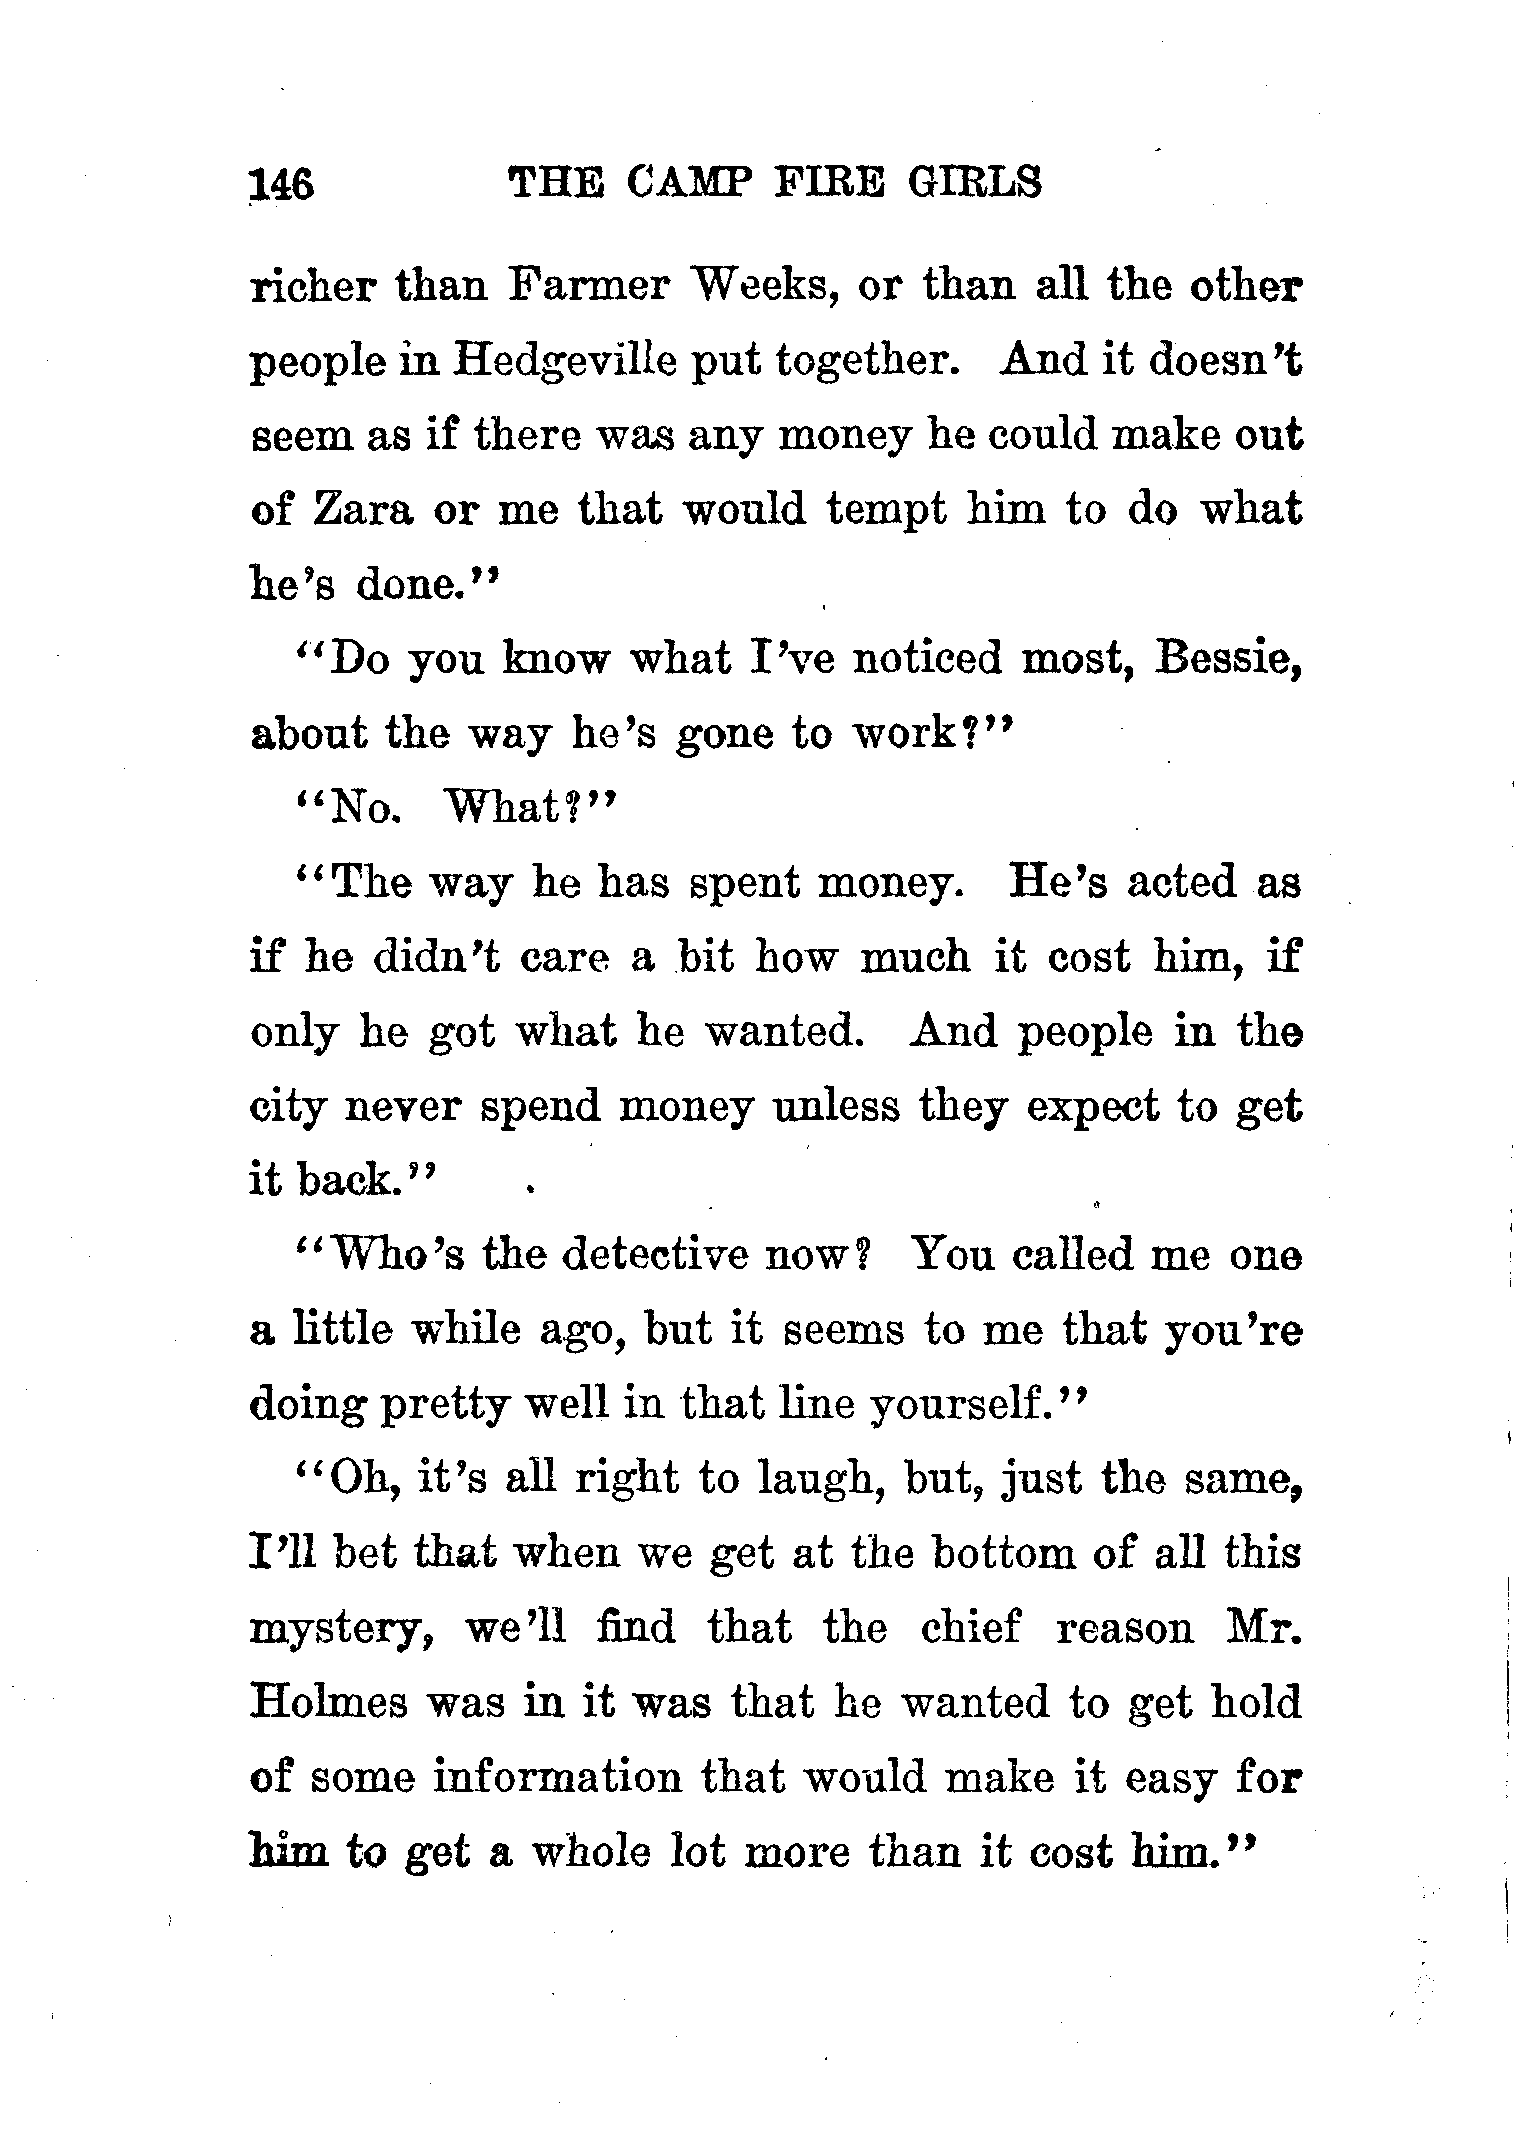 146 THE CAMP FIRE GIRLS
richer than Farmer Weeks, or than all the other
people in Hedgeville put together. And it doesn't
seem as if there was any money he could make out
of Zara or me that would tempt him to do what
he's done."
"Do you know what I've noticed most, Bessie,
about the way he's gone to work?"
"No. What?"
"The way he has spent money. He's acted as
if he didn't care a bit how much it cost him, if
only he got what he wanted. And people in the
city never spend money unless they expect to get
it back."
"Who's the detective now? You called me one
a little while ago, but it seems to me that you're
doing pretty well in that line yourself."
"Oh, it's all right to laugh, but, just the same,
I'll bet that when we get at the bottom of all this
mystery, we'll find that the chief reason Mr.
Holmes was in it was that he wanted to get hold
of some information that would make it easy for
him to get a whole lot more than it cost him."